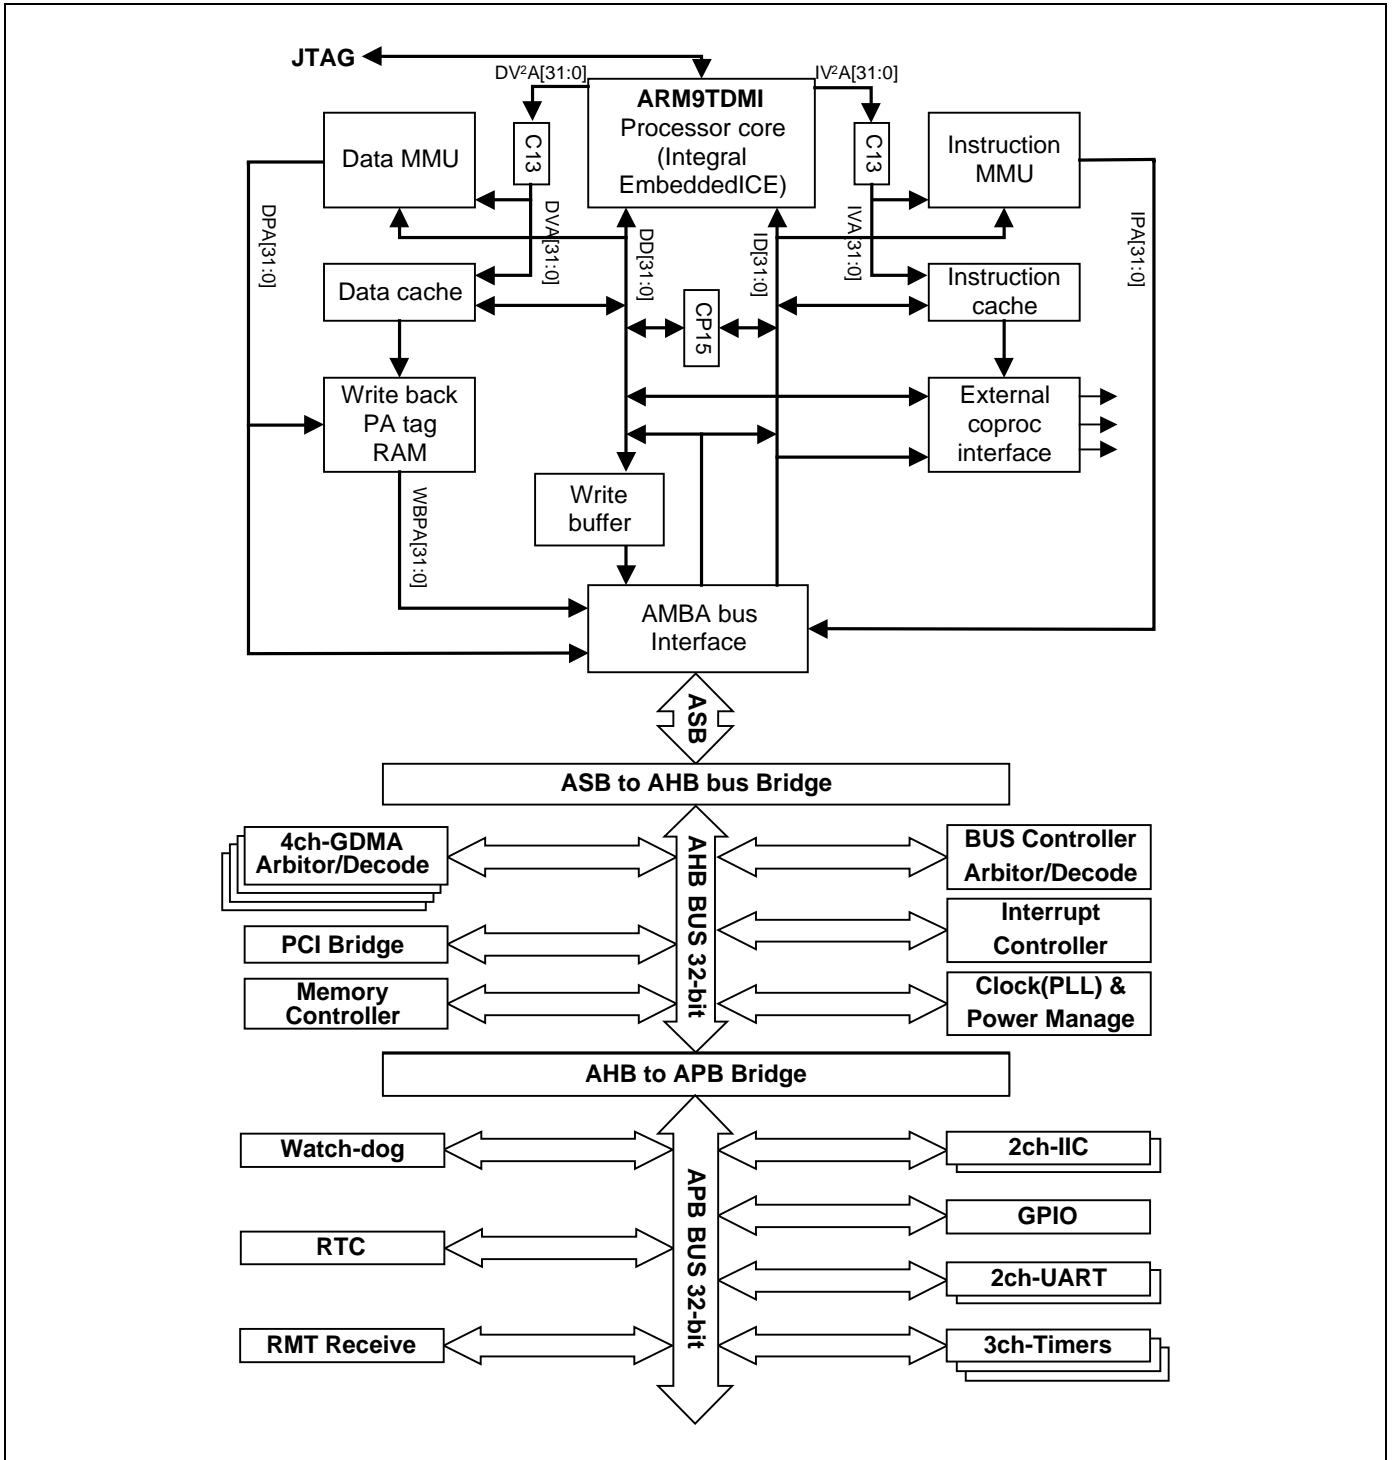 JTAG
DV²A[31:0]
IV²A[31:0]
ARM9TDMI
Processor core
(Integral
EmbeddedICE)
C13
C13
Data MMU
Instruction
MMU
DPA[31:0]
DVA[31:0]
DD[31:0]
ID[31:0]
IVA[31:0]
IPA[31:0]
Data cache
CP15
Instruction
cache
Write back
PA tag
RAM
External
coproc
interface
WBPA[31:0]
Write
buffer
AMBA bus
Interface
ASB
ASB to AHB bus Bridge
4ch-GDMA
Arbitor/Decode
BUS Controller
Arbitor/Decode
AHB BUS 32-bit
PCI Bridge
Interrupt
Controller
Memory
Controller
Clock(PLL) &
Power Manage
AHB to APB Bridge
Watch-dog
2ch-IIC
APB BUS 32-bit
GPIO
RTC
2ch-UART
RMT Receive
3ch-Timers